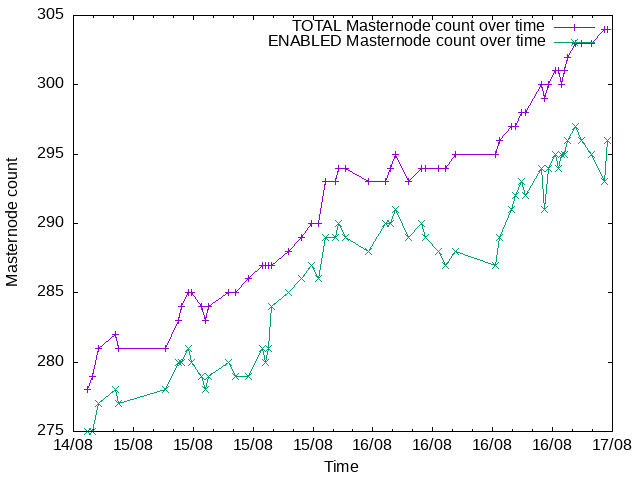 305
TOTAL Masternode count over time
ENABLED Masternode count over time
300
295
290
285
280
275
Masternode count
14/08 15/08 15/08 15/08 15/08 16/08 16/08 16/08 16/08 17/08
Time